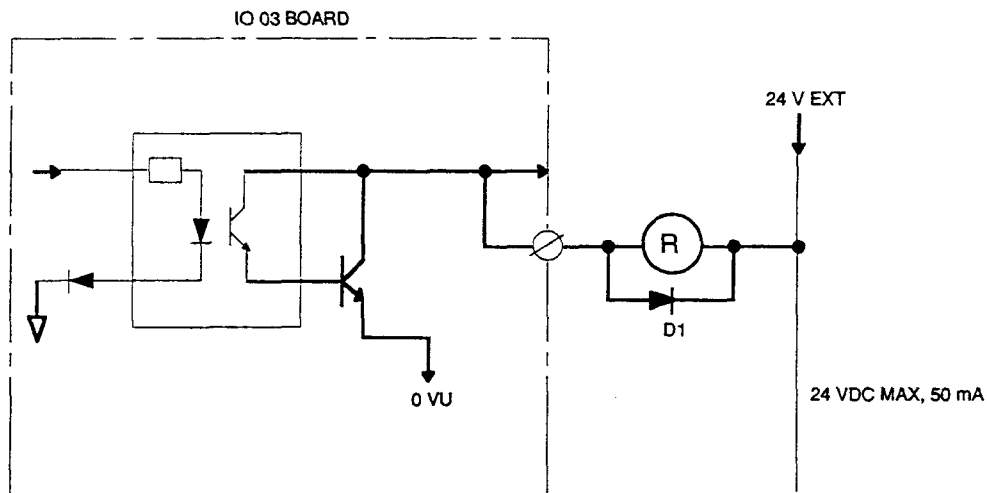 IO 03 BOARD
24 V EXT
R
D1
0 VU
24 VDC MAX, 50 mA